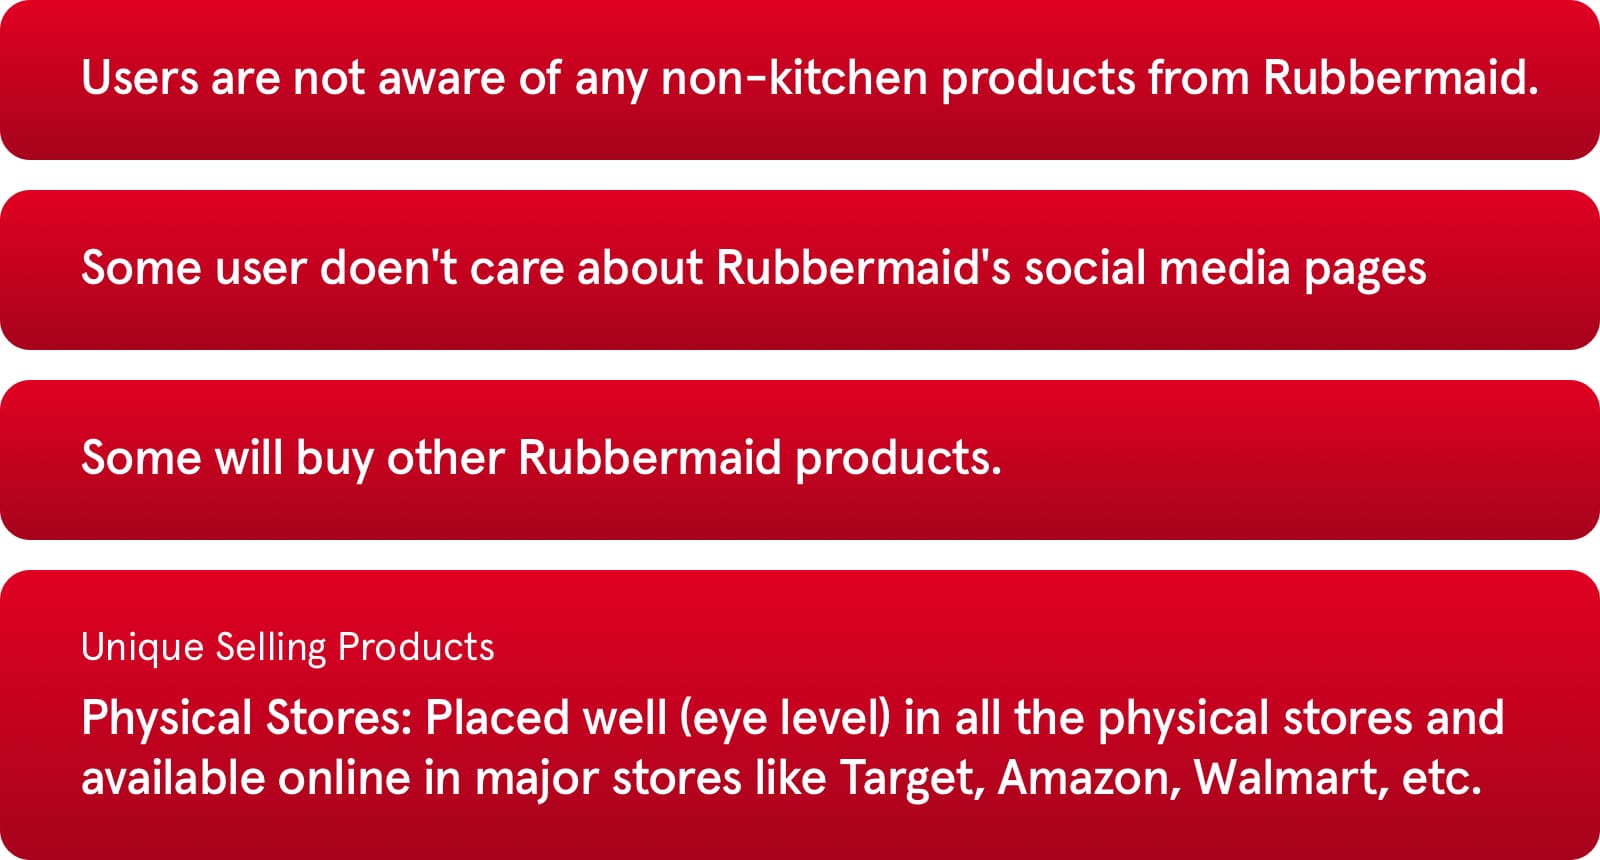 Users are not aware of any non-kitchen products from Rubbermaid.
Some user doen't care about Rubbermaid's social media pages
Some will buy other Rubbermaid products.
Unique Selling Products
Physical Stores: Placed well (eye level) in all the physical stores and
available online in major stores like Target, Amazon, Walmart, etc.